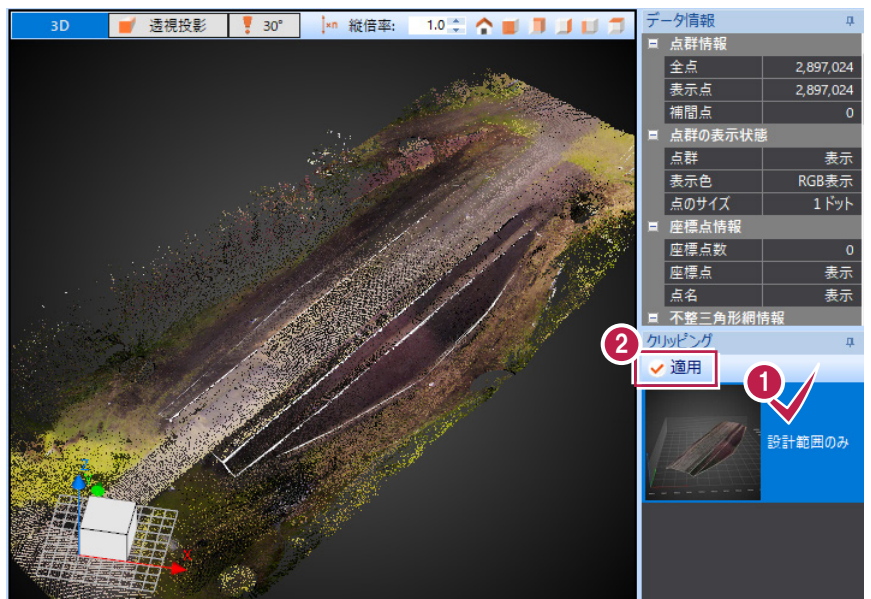 3D 透視投影 30° ×n 縦倍率: 1.0
データ情報
点群情報
全点 2,897,024
表示点 2,897,024
補間点 0
点群の表示状態
点群 表示
表示色 RGB表示
点のサイズ 1ドット
座標点情報
座標点数 0
座標点 表示
点名 表示
不整三角形網情報
クリッピング
2
適用
1
設計範囲のみ
Z
X